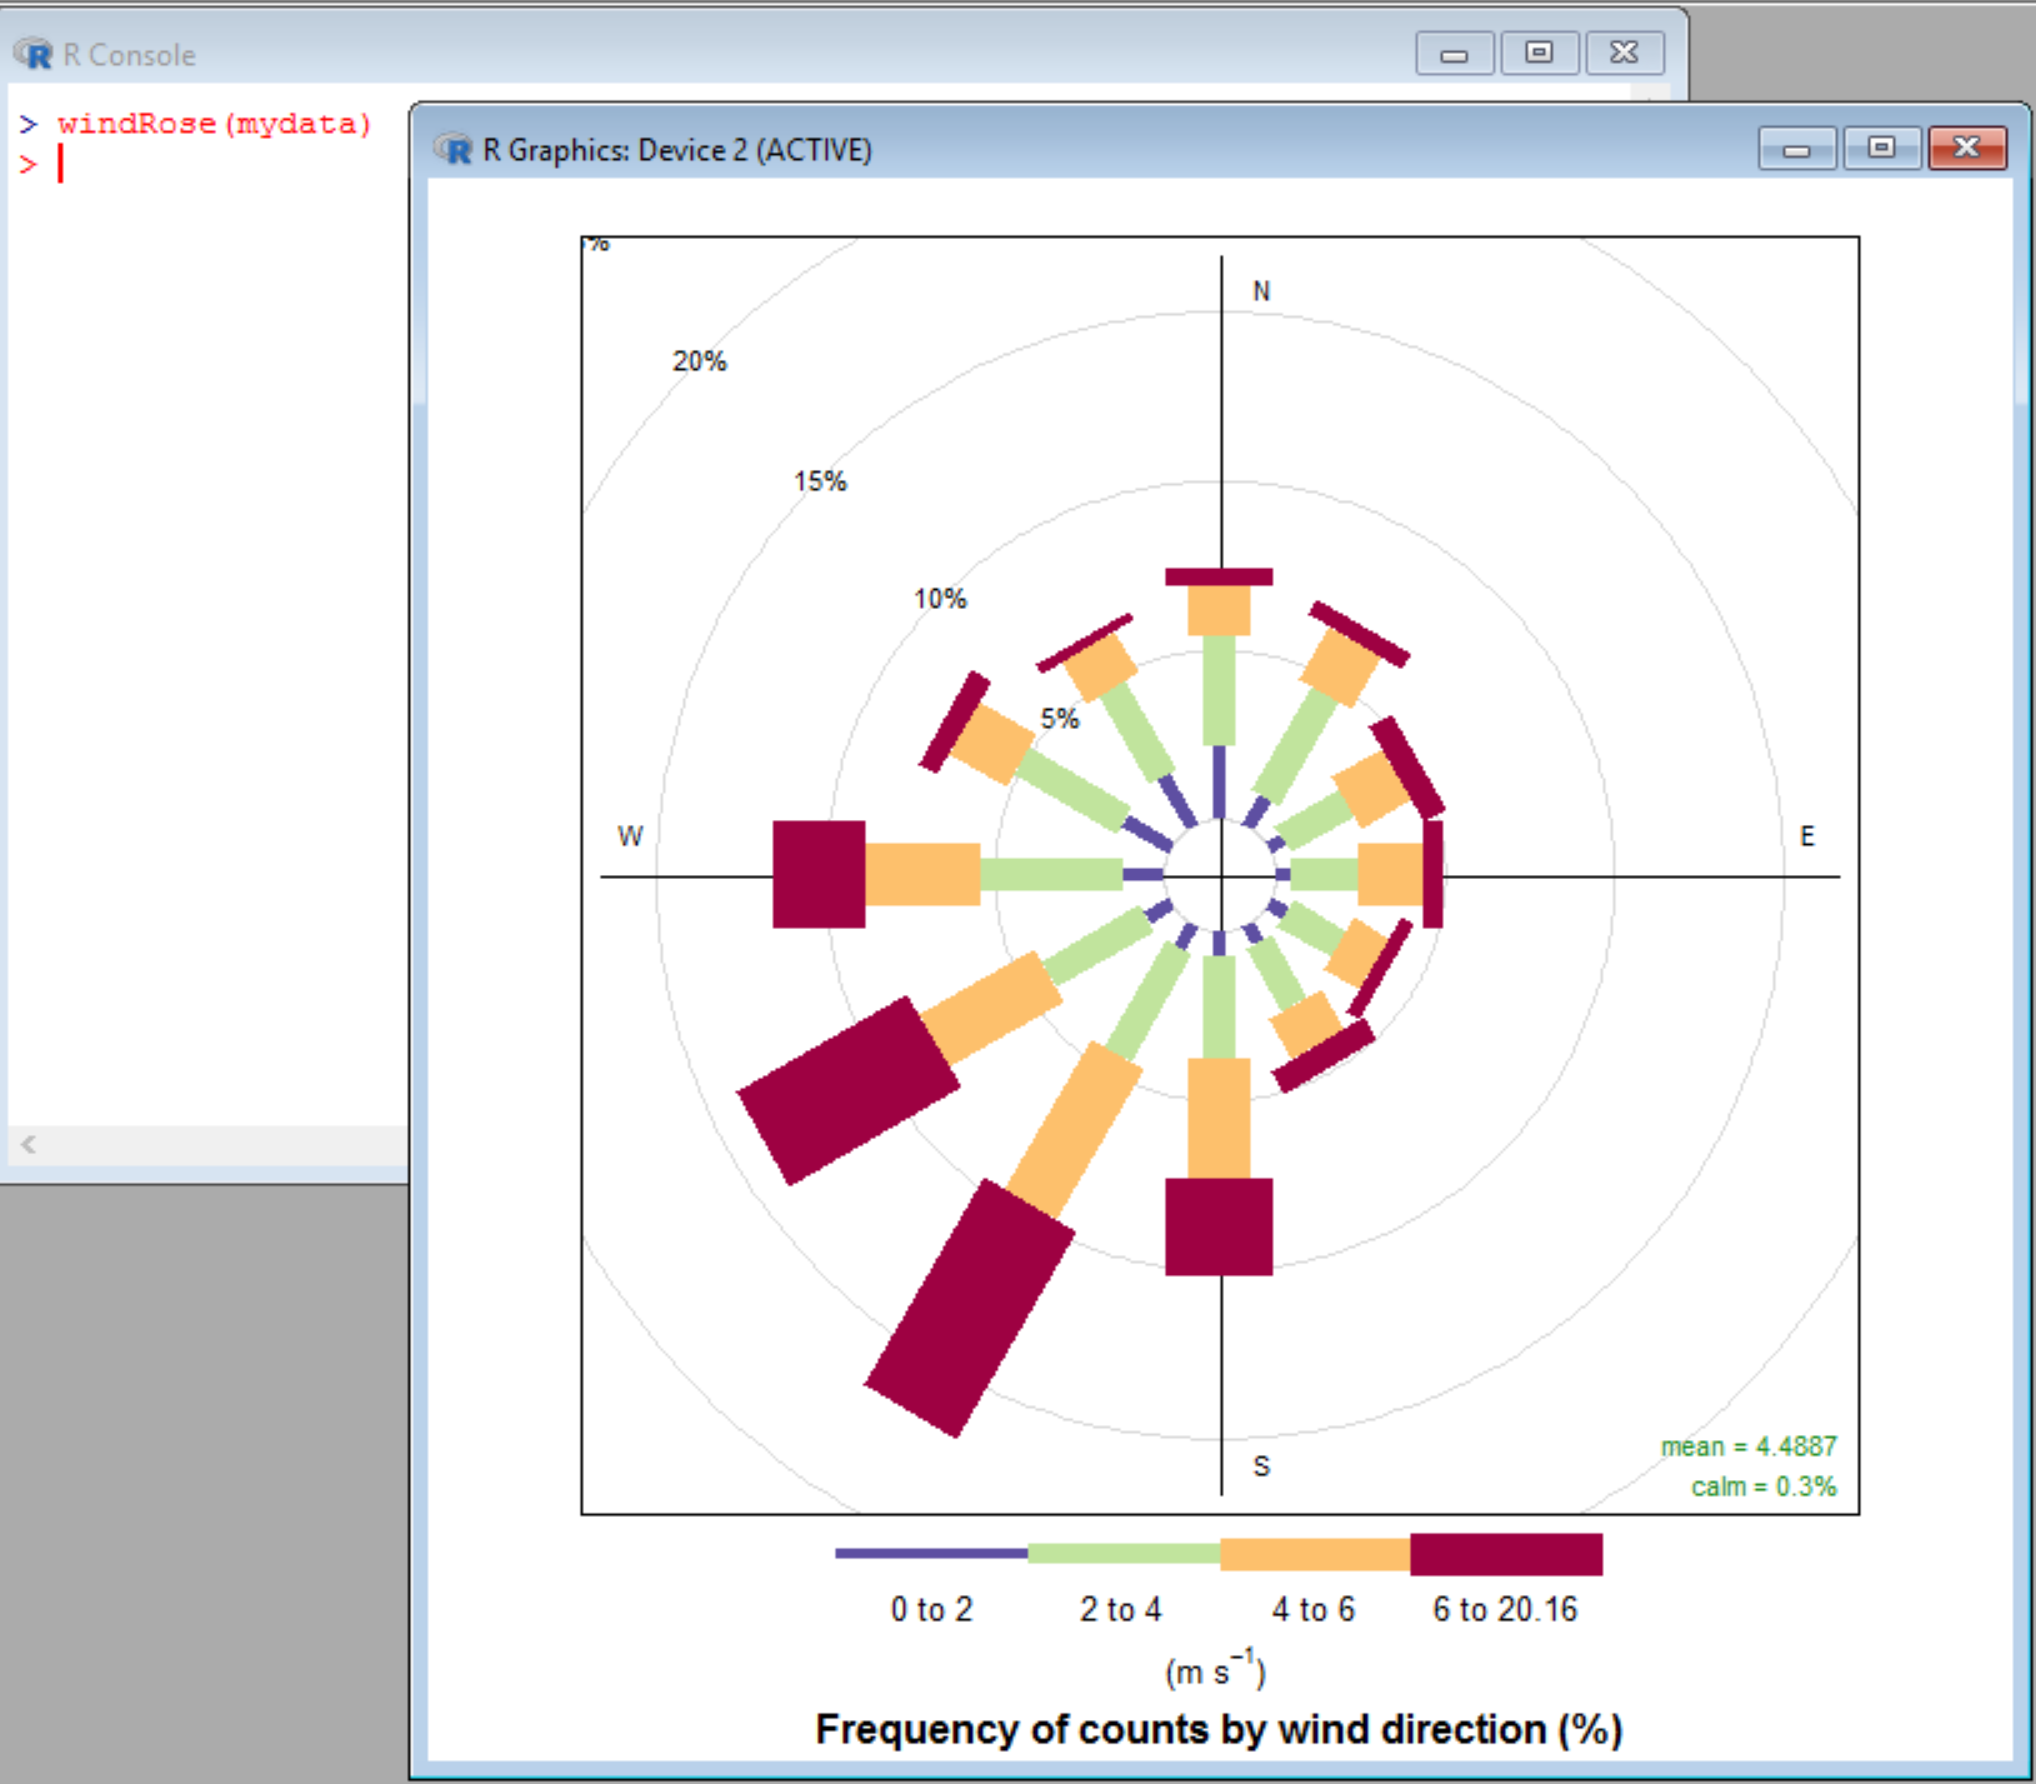 R Console
> windRose(mydata)
>
R Graphics: Device 2 (ACTIVE)
%
N
20%
15%
10%
5%
W
E
S
mean = 4.4887
calm = 0.3%
0 to 2 2 to 4 4 to 6 6 to 20.16
(m s⁻¹)
Frequency of counts by wind direction (%)